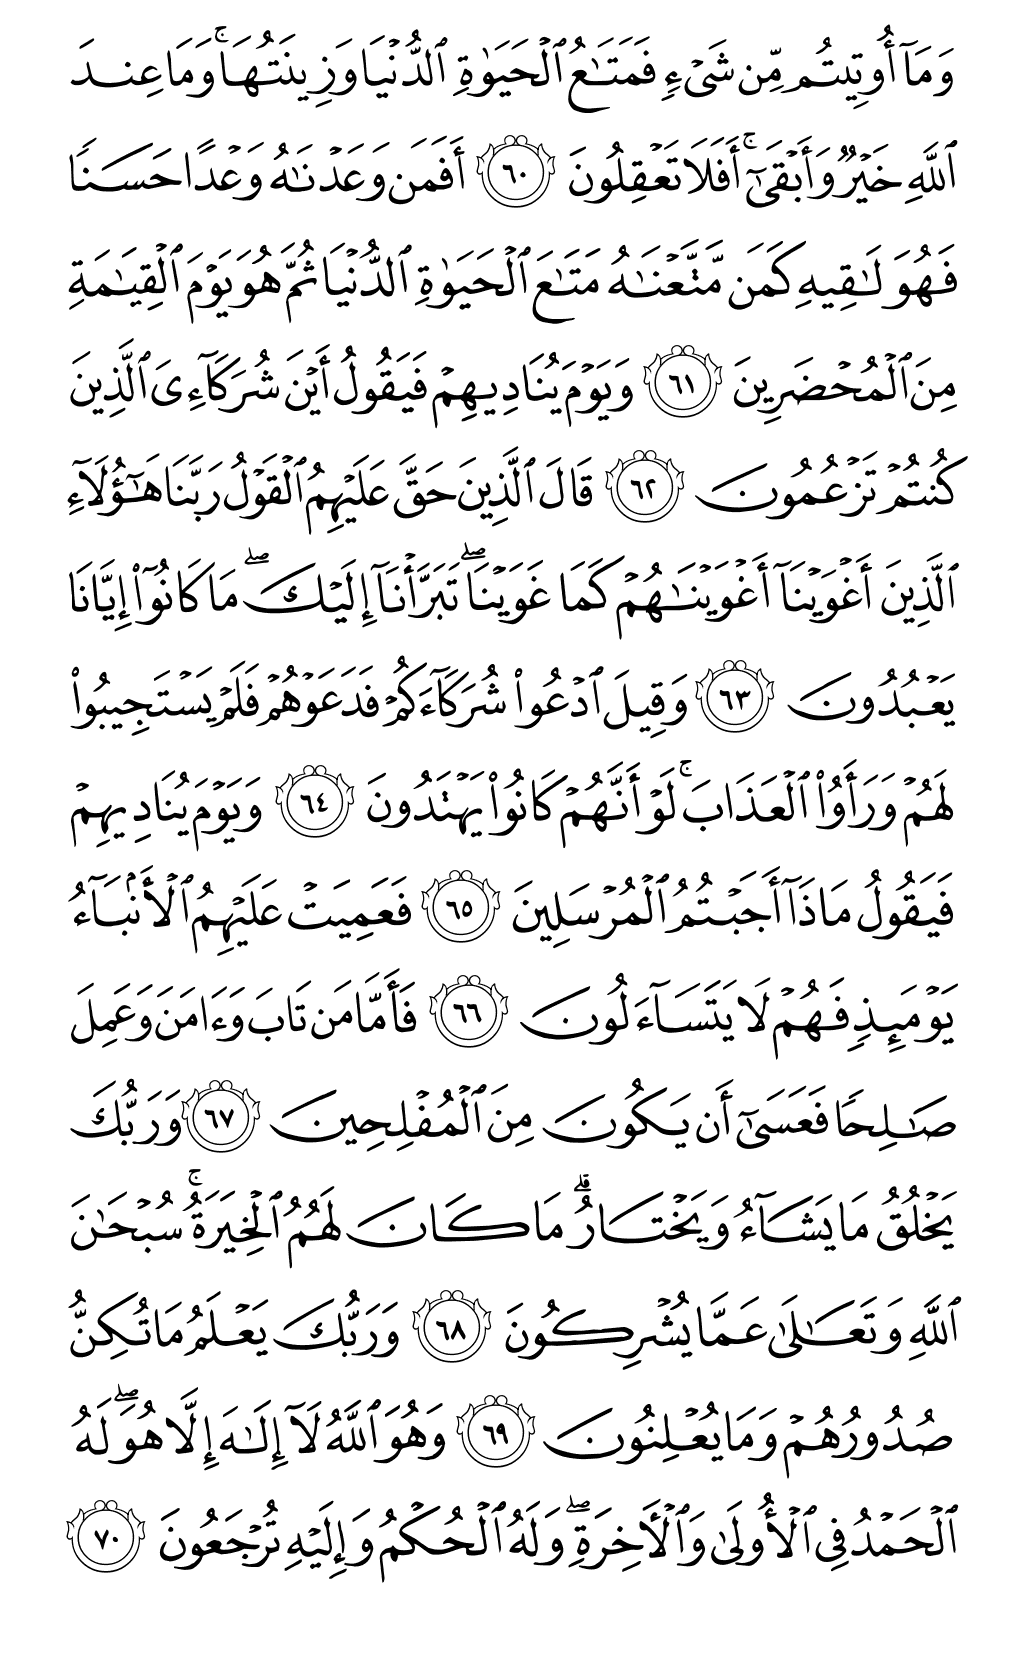 وَمَآ أُوتِيتُم مِّن شَىْءٍ فَمَتَـٰعُ ٱلْحَيَوٰةِ ٱلدُّنْيَا وَزِينَتُهَا ۚ وَمَا عِندَ
ٱللَّهِ خَيْرٌ وَأَبْقَىٰٓ ۚ أَفَلَا تَعْقِلُونَ ٦٠ أَفَمَن وَعَدْنَـٰهُ وَعْدًا حَسَنًا
فَهُوَ لَـٰقِيهِ كَمَن مَّتَّعْنَـٰهُ مَتَـٰعَ ٱلْحَيَوٰةِ ٱلدُّنْيَا ثُمَّ هُوَ يَوْمَ ٱلْقِيَـٰمَةِ
مِنَ ٱلْمُحْضَرِينَ ٦١ وَيَوْمَ يُنَادِيهِمْ فَيَقُولُ أَيْنَ شُرَكَآءِىَ ٱلَّذِينَ
كُنتُمْ تَزْعُمُونَ ٦٢ قَالَ ٱلَّذِينَ حَقَّ عَلَيْهِمُ ٱلْقَوْلُ رَبَّنَا هَـٰٓؤُلَآءِ
ٱلَّذِينَ أَغْوَيْنَآ أَغْوَيْنَـٰهُمْ كَمَا غَوَيْنَا ۖ تَبَرَّأْنَآ إِلَيْكَ ۖ مَا كَانُوٓا۟ إِيَّانَا
يَعْبُدُونَ ٦٣ وَقِيلَ ٱدْعُوا۟ شُرَكَآءَكُمْ فَدَعَوْهُمْ فَلَمْ يَسْتَجِيبُوا۟
لَهُمْ وَرَأَوُا۟ ٱلْعَذَابَ ۚ لَوْ أَنَّهُمْ كَانُوا۟ يَهْتَدُونَ ٦٤ وَيَوْمَ يُنَادِيهِمْ
فَيَقُولُ مَاذَآ أَجَبْتُمُ ٱلْمُرْسَلِينَ ٦٥ فَعَمِيَتْ عَلَيْهِمُ ٱلْأَنۢبَآءُ
يَوْمَئِذٍ فَهُمْ لَا يَتَسَآءَلُونَ ٦٦ فَأَمَّا مَن تَابَ وَءَامَنَ وَعَمِلَ
صَـٰلِحًا فَعَسَىٰٓ أَن يَكُونَ مِنَ ٱلْمُفْلِحِينَ ٦٧ وَرَبُّكَ
يَخْلُقُ مَا يَشَآءُ وَيَخْتَارُ ۗ مَا كَانَ لَهُمُ ٱلْخِيَرَةُ ۚ سُبْحَـٰنَ
ٱللَّهِ وَتَعَـٰلَىٰ عَمَّا يُشْرِكُونَ ٦٨ وَرَبُّكَ يَعْلَمُ مَا تُكِنُّ
صُدُورُهُمْ وَمَا يُعْلِنُونَ ٦٩ وَهُوَ ٱللَّهُ لَآ إِلَـٰهَ إِلَّا هُوَ ۖ لَهُ
ٱلْحَمْدُ فِى ٱلْأُولَىٰ وَٱلْـَٔاخِرَةِ ۖ وَلَهُ ٱلْحُكْمُ وَإِلَيْهِ تُرْجَعُونَ ٧٠